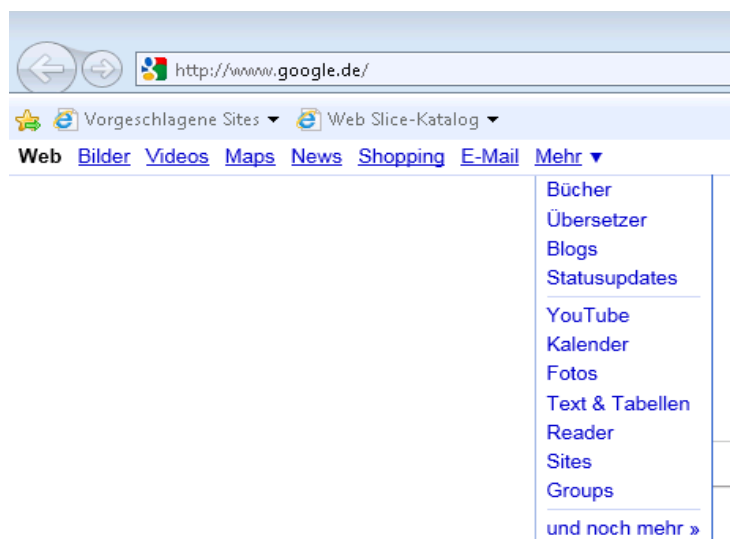 http://www.google.de/
Vorgeschlagene Sites Web Slice-Katalog
Web Bilder Videos Maps News Shopping E-Mail Mehr ▼
Bücher
Übersetzer
Blogs
Statusupdates
YouTube
Kalender
Fotos
Text & Tabellen
Reader
Sites
Groups
und noch mehr »